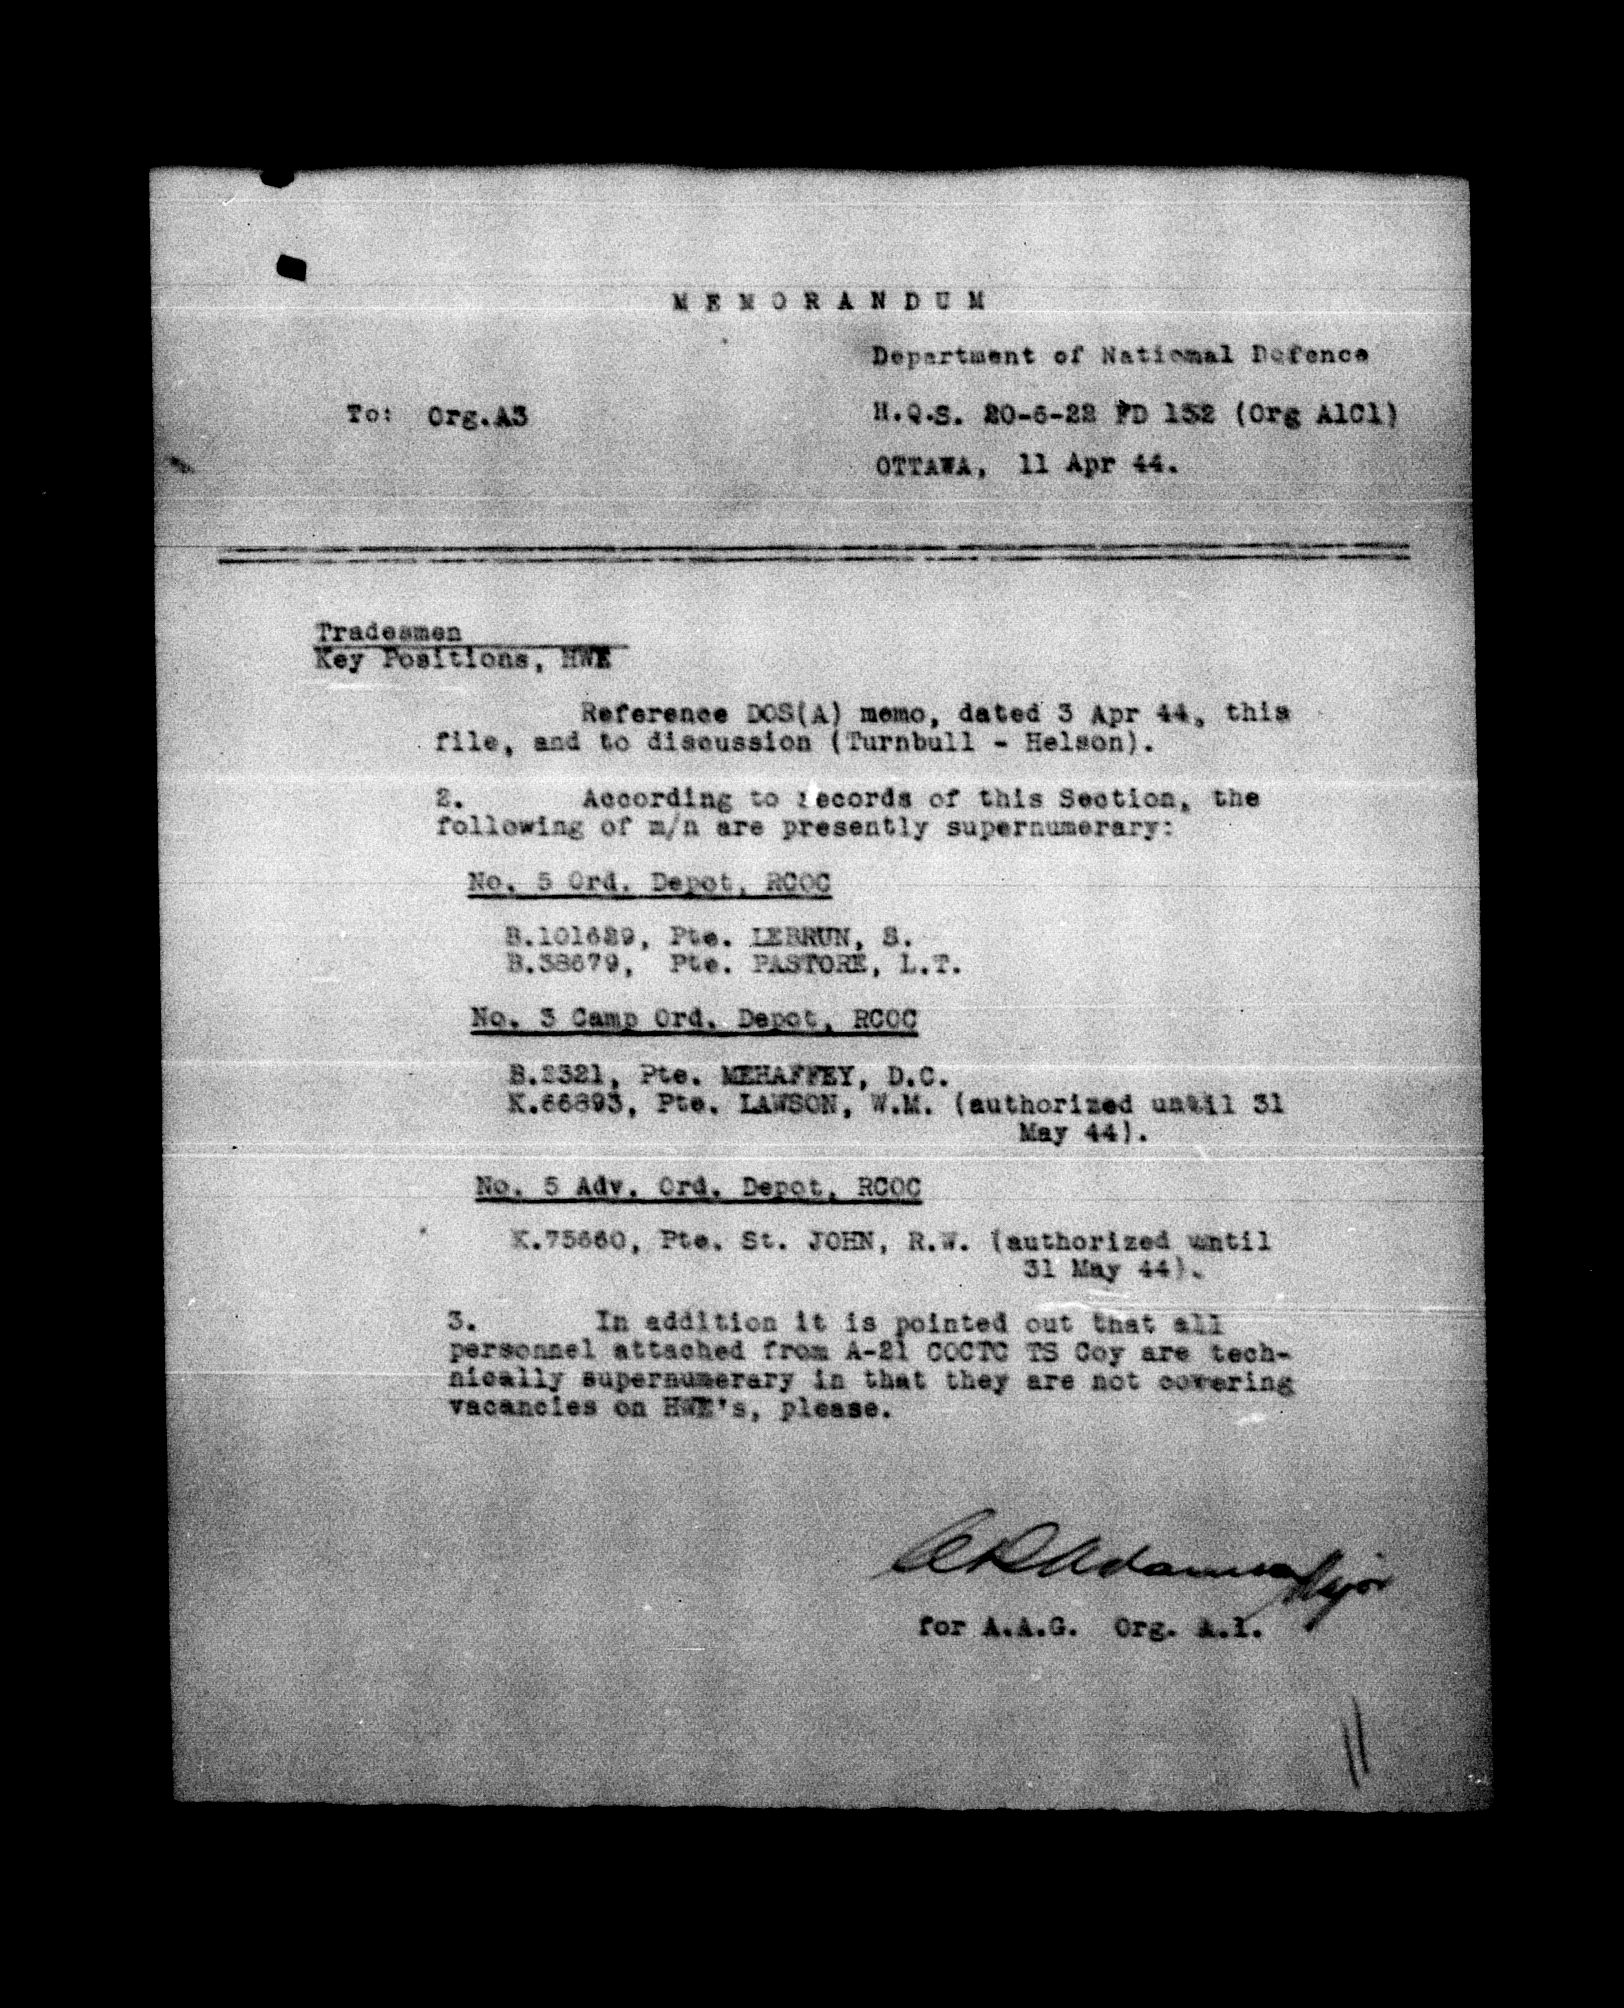 MEMORANDUM
Department of National Defence
To: Org.A3
H.Q.S. 20-6-22 FD 152 (Org A1C1)
OTTAWA, 11 Apr 44.
Tradesmen
Key Positions, HWE
Reference DOS(A) memo, dated 3 Apr 44, this
file, and to discussion (Turnbull - Helson).
2. According to records of this Section, the
following of m/n are presently supernumerary:
No. 5 Ord. Depot, RCOC
B.101689, Pte. LEBRUN, S.
B.38679, Pte. PASTORE, L.T.
No. 3 Camp Ord. Depot, RCOC
B.2321, Pte. MEHAFFEY, D.C.
K.66893, Pte. LAWSON, W.M. (authorized until 31
May 44).
No. 5 Adv. Ord. Depot, RCOC
K.75660, Pte. St. JOHN, R.W. (authorized until
31 May 44).
3. In addition it is pointed out that all
personnel attached from A-21 COCTC TS Coy are tech-
nically supernumerary in that they are not covering
vacancies on HWE's, please.
Major
for A.A.G. Org. A.1.